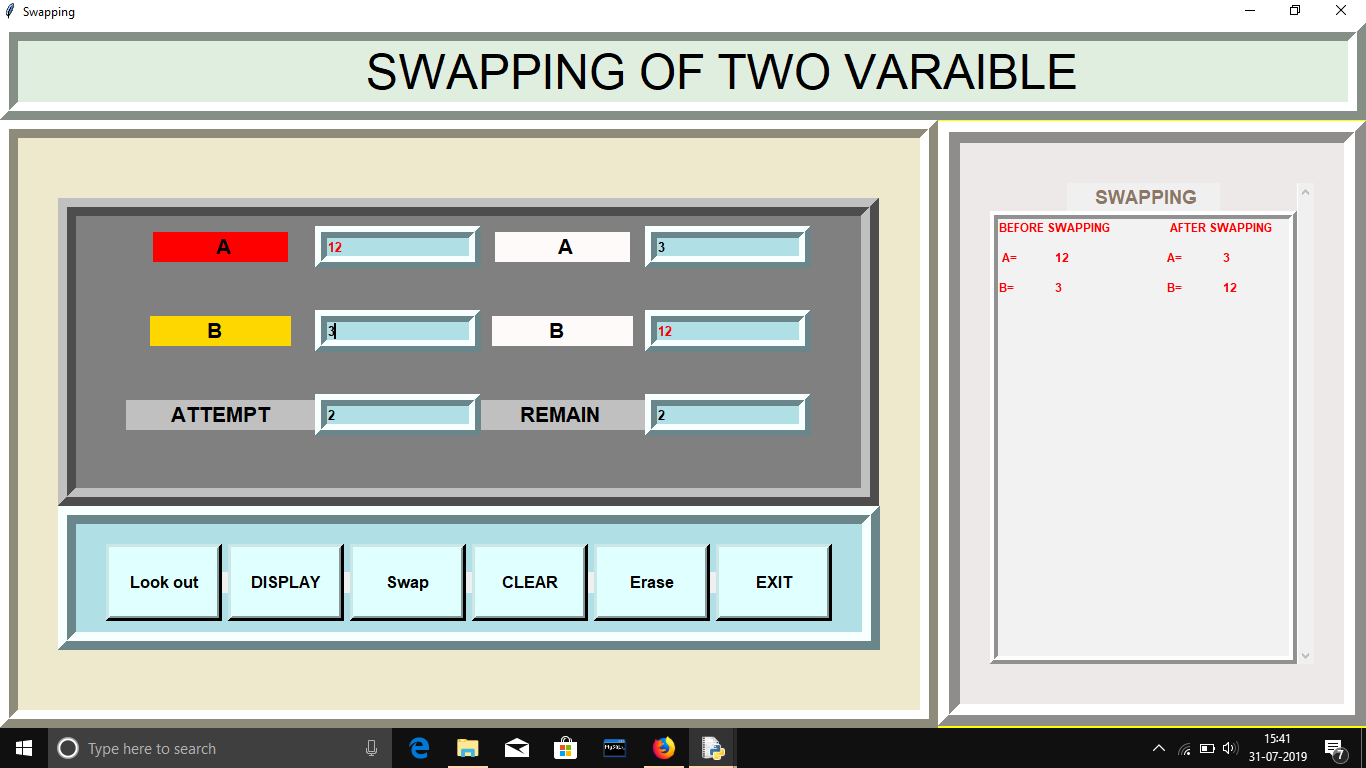 Swapping
SWAPPING OF TWO VARAIBLE
A 12 A 3
B 3 B 12
ATTEMPT 2 REMAIN 2
Look out DISPLAY Swap CLEAR Erase EXIT
SWAPPING
BEFORE SWAPPING AFTER SWAPPING
A= 12 A= 3
B= 3 B= 12
Type here to search
MySQL
15:41
31-07-2019
7